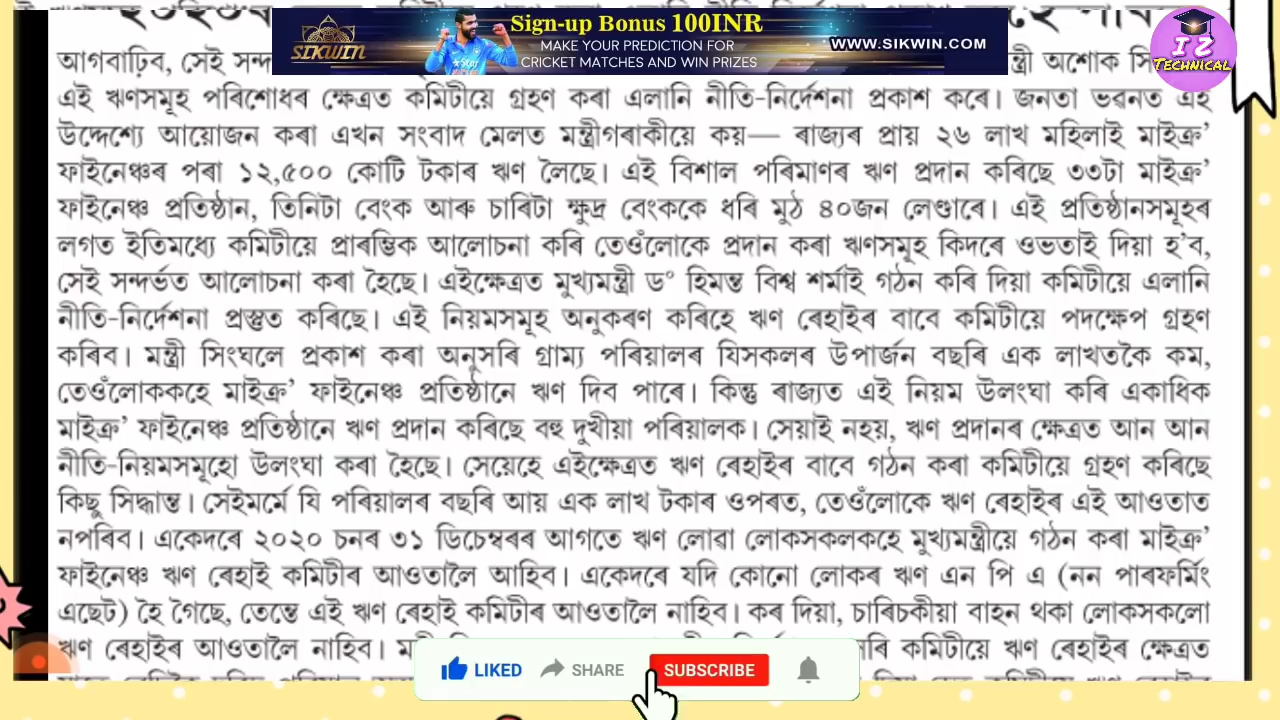 Sign-up Bonus 100INR
SIKWIN
MAKE YOUR PREDICTION FOR
CRICKET MATCHES AND WIN PRIZES
WWW.SIKWIN.COM
Star
I Z
TECHNICAL
আগবাঢ়িব, সেই
অশোক
এই ঋণসমূহ পৰিশোধৰ ক্ষেত্ৰত কমিটীয়ে গ্ৰহণ কৰা এলানি নীতি-নিৰ্দেশনা প্ৰকাশ কৰে। জনতা ভৱনত এই
উদ্দেশ্যে আয়োজন কৰা এখন সংবাদ মেলত মন্ত্ৰীগৰাকীয়ে কয়— ৰাজ্যৰ প্ৰায় ২৬ লাখ মহিলাই মাইক্ৰ’
ফাইনেঞ্চৰ পৰা ১২,৫০০ কোটি টকাৰ ঋণ লৈছে। এই বিশাল পৰিমাণৰ ঋণ প্ৰদান কৰিছে ৩৩টা মাইক্ৰ’
ফাইনেঞ্চ প্ৰতিষ্ঠান, তিনিটা বেংক আৰু চাৰিটা ক্ষুদ্ৰ বেংককে ধৰি মুঠ ৪০জন লেণ্ডাৰে। এই প্ৰতিষ্ঠানসমূহৰ
লগত ইতিমধ্যে কমিটীয়ে প্ৰাৰম্ভিক আলোচনা কৰি তেওঁলোকে প্ৰদান কৰা ঋণসমূহ কিদৰে ওভতাই দিয়া হ’ব,
সেই সন্দৰ্ভত আলোচনা কৰা হৈছে। এইক্ষেত্ৰত মুখ্যমন্ত্ৰী ড° হিমন্ত বিশ্ব শৰ্মাই গঠন কৰি দিয়া কমিটীয়ে এলানি
নীতি-নিৰ্দেশনা প্ৰস্তুত কৰিছে। এই নিয়মসমূহ অনুকৰণ কৰিহে ঋণ ৰেহাইৰ বাবে কমিটীয়ে পদক্ষেপ গ্ৰহণ
কৰিব। মন্ত্ৰী সিংঘলে প্ৰকাশ কৰা অনুসৰি গ্ৰাম্য পৰিয়ালৰ যিসকলৰ উপাৰ্জন বছৰি এক লাখতকৈ কম,
তেওঁলোককহে মাইক্ৰ’ ফাইনেঞ্চ প্ৰতিষ্ঠানে ঋণ দিব পাৰে। কিন্তু ৰাজ্যত এই নিয়ম উলংঘা কৰি একাধিক
মাইক্ৰ’ ফাইনেঞ্চ প্ৰতিষ্ঠানে ঋণ প্ৰদান কৰিছে বহু দুখীয়া পৰিয়ালক। সেয়াই নহয়, ঋণ প্ৰদানৰ ক্ষেত্ৰত আন আন
নীতি-নিয়মসমূহো উলংঘা কৰা হৈছে। সেয়েহে এইক্ষেত্ৰত ঋণ ৰেহাইৰ বাবে গঠন কৰা কমিটীয়ে গ্ৰহণ কৰিছে
কিছু সিদ্ধান্ত। সেইমৰ্মে যি পৰিয়ালৰ বছৰি আয় এক লাখ টকাৰ ওপৰত, তেওঁলোকে ঋণ ৰেহাইৰ এই আওতাত
নপৰিব। একেদৰে ২০২০ চনৰ ৩১ ডিচেম্বৰৰ আগতে ঋণ লোৱা লোকসকলকহে মুখ্যমন্ত্ৰীয়ে গঠন কৰা মাইক্ৰ’
ফাইনেঞ্চ ঋণ ৰেহাই কমিটীৰ আওতালৈ আহিব। একেদৰে যদি কোনো লোকৰ ঋণ এন পি এ (নন পাৰফৰ্মিং
এছেট) হৈ গৈছে, তেন্তে এই ঋণ ৰেহাই কমিটীৰ আওতালৈ নাহিব। কৰ দিয়া, চাৰিচকীয়া বাহন থকা লোকসকলো
ঋণ ৰেহাইৰ আওতালৈ নাহিব। কমিটীয়ে ঋণ ৰেহাইৰ ক্ষেত্ৰত
LIKED SHARE SUBSCRIBE